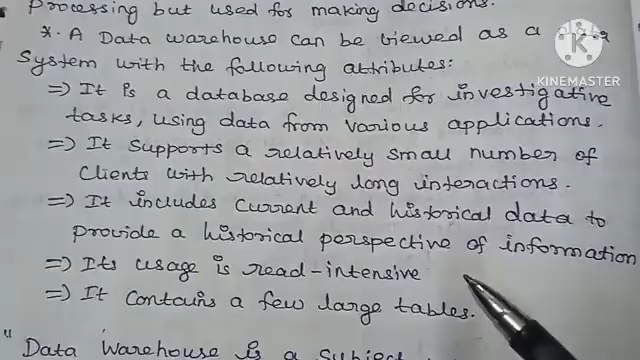 Processing but used for making decisions.
*. A Data warehouse can be viewed as a
System with the following attributes:
=) It is a database designed for investigative
tasks, using data from various applications.
=) It supports a relatively small number of
Clients with relatively long interactions.
=) It includes current and historical data to
Provide a historical perspective of information
=) Its usage is read-intensive
=) It contains a few large tables.
"Data Warehouse is a subject
KINEMASTER